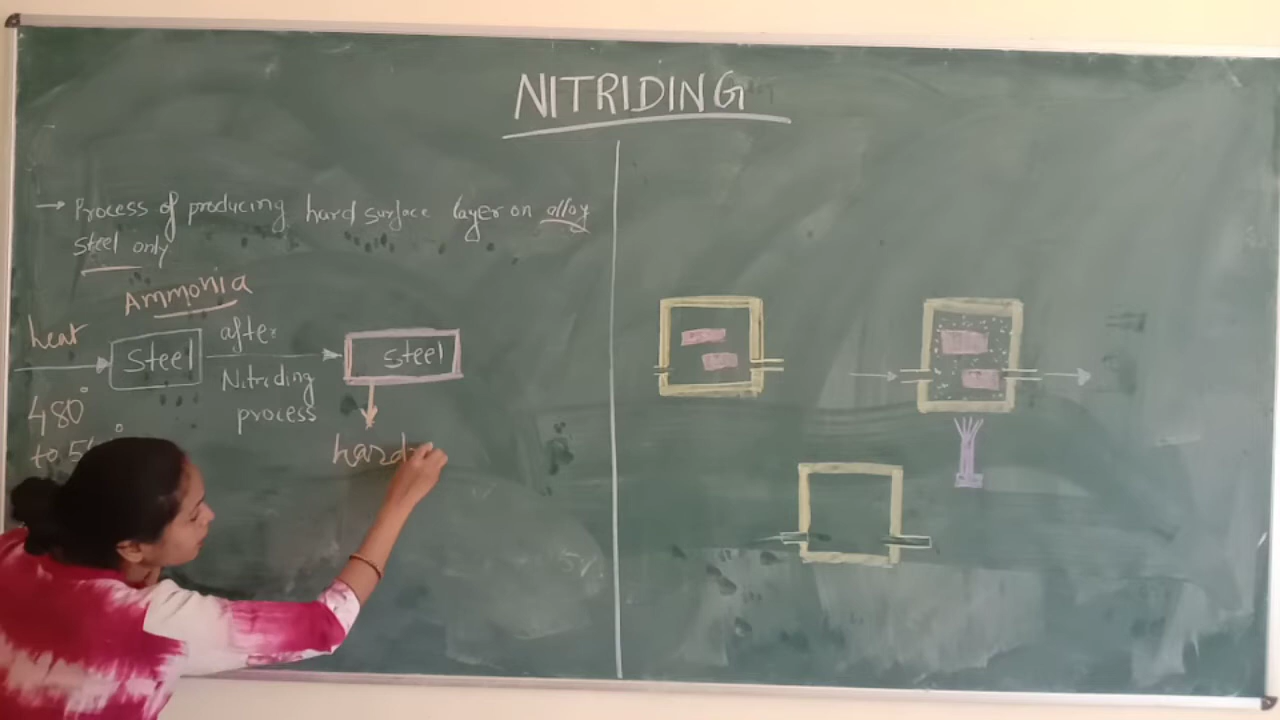 NITRIDING
→ Process of producing hard surface layer on alloy
steel only
Ammonia
heat
Steel
after
Nitriding
process
steel
480°
to 5
hard